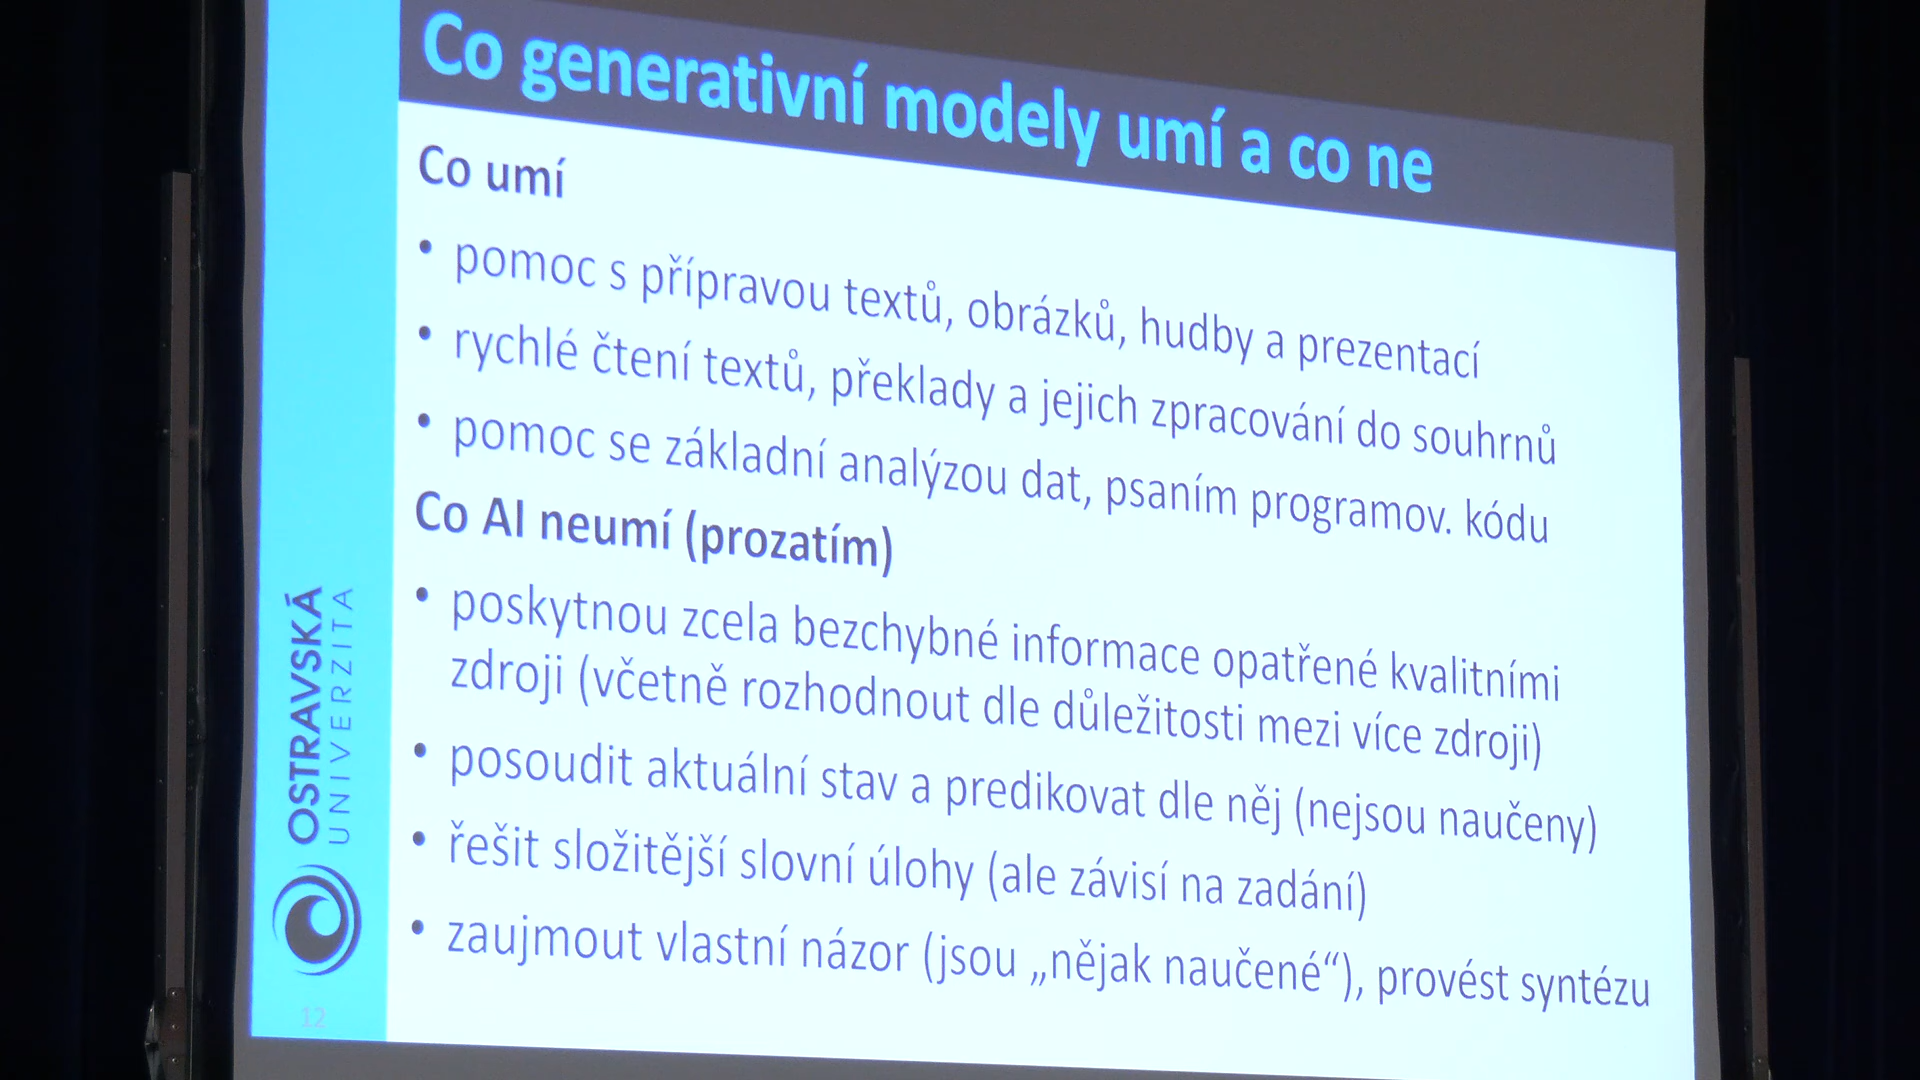 Co generativní modely umí a co ne
Co umí
• pomoc s přípravou textů, obrázků, hudby a prezentací
• rychlé čtení textů, překlady a jejich zpracování do souhrnů
• pomoc se základní analýzou dat, psaním programov. kódu
Co AI neumí (prozatím)
• poskytnou zcela bezchybné informace opatřené kvalitními
zdroji (včetně rozhodnout dle důležitosti mezi více zdroji)
• posoudit aktuální stav a predikovat dle něj (nejsou naučeny)
• řešit složitější slovní úlohy (ale závisí na zadání)
• zaujmout vlastní názor (jsou „nějak naučené“), provést syntézu
OSTRAVSKÁ
UNIVERZITA
12